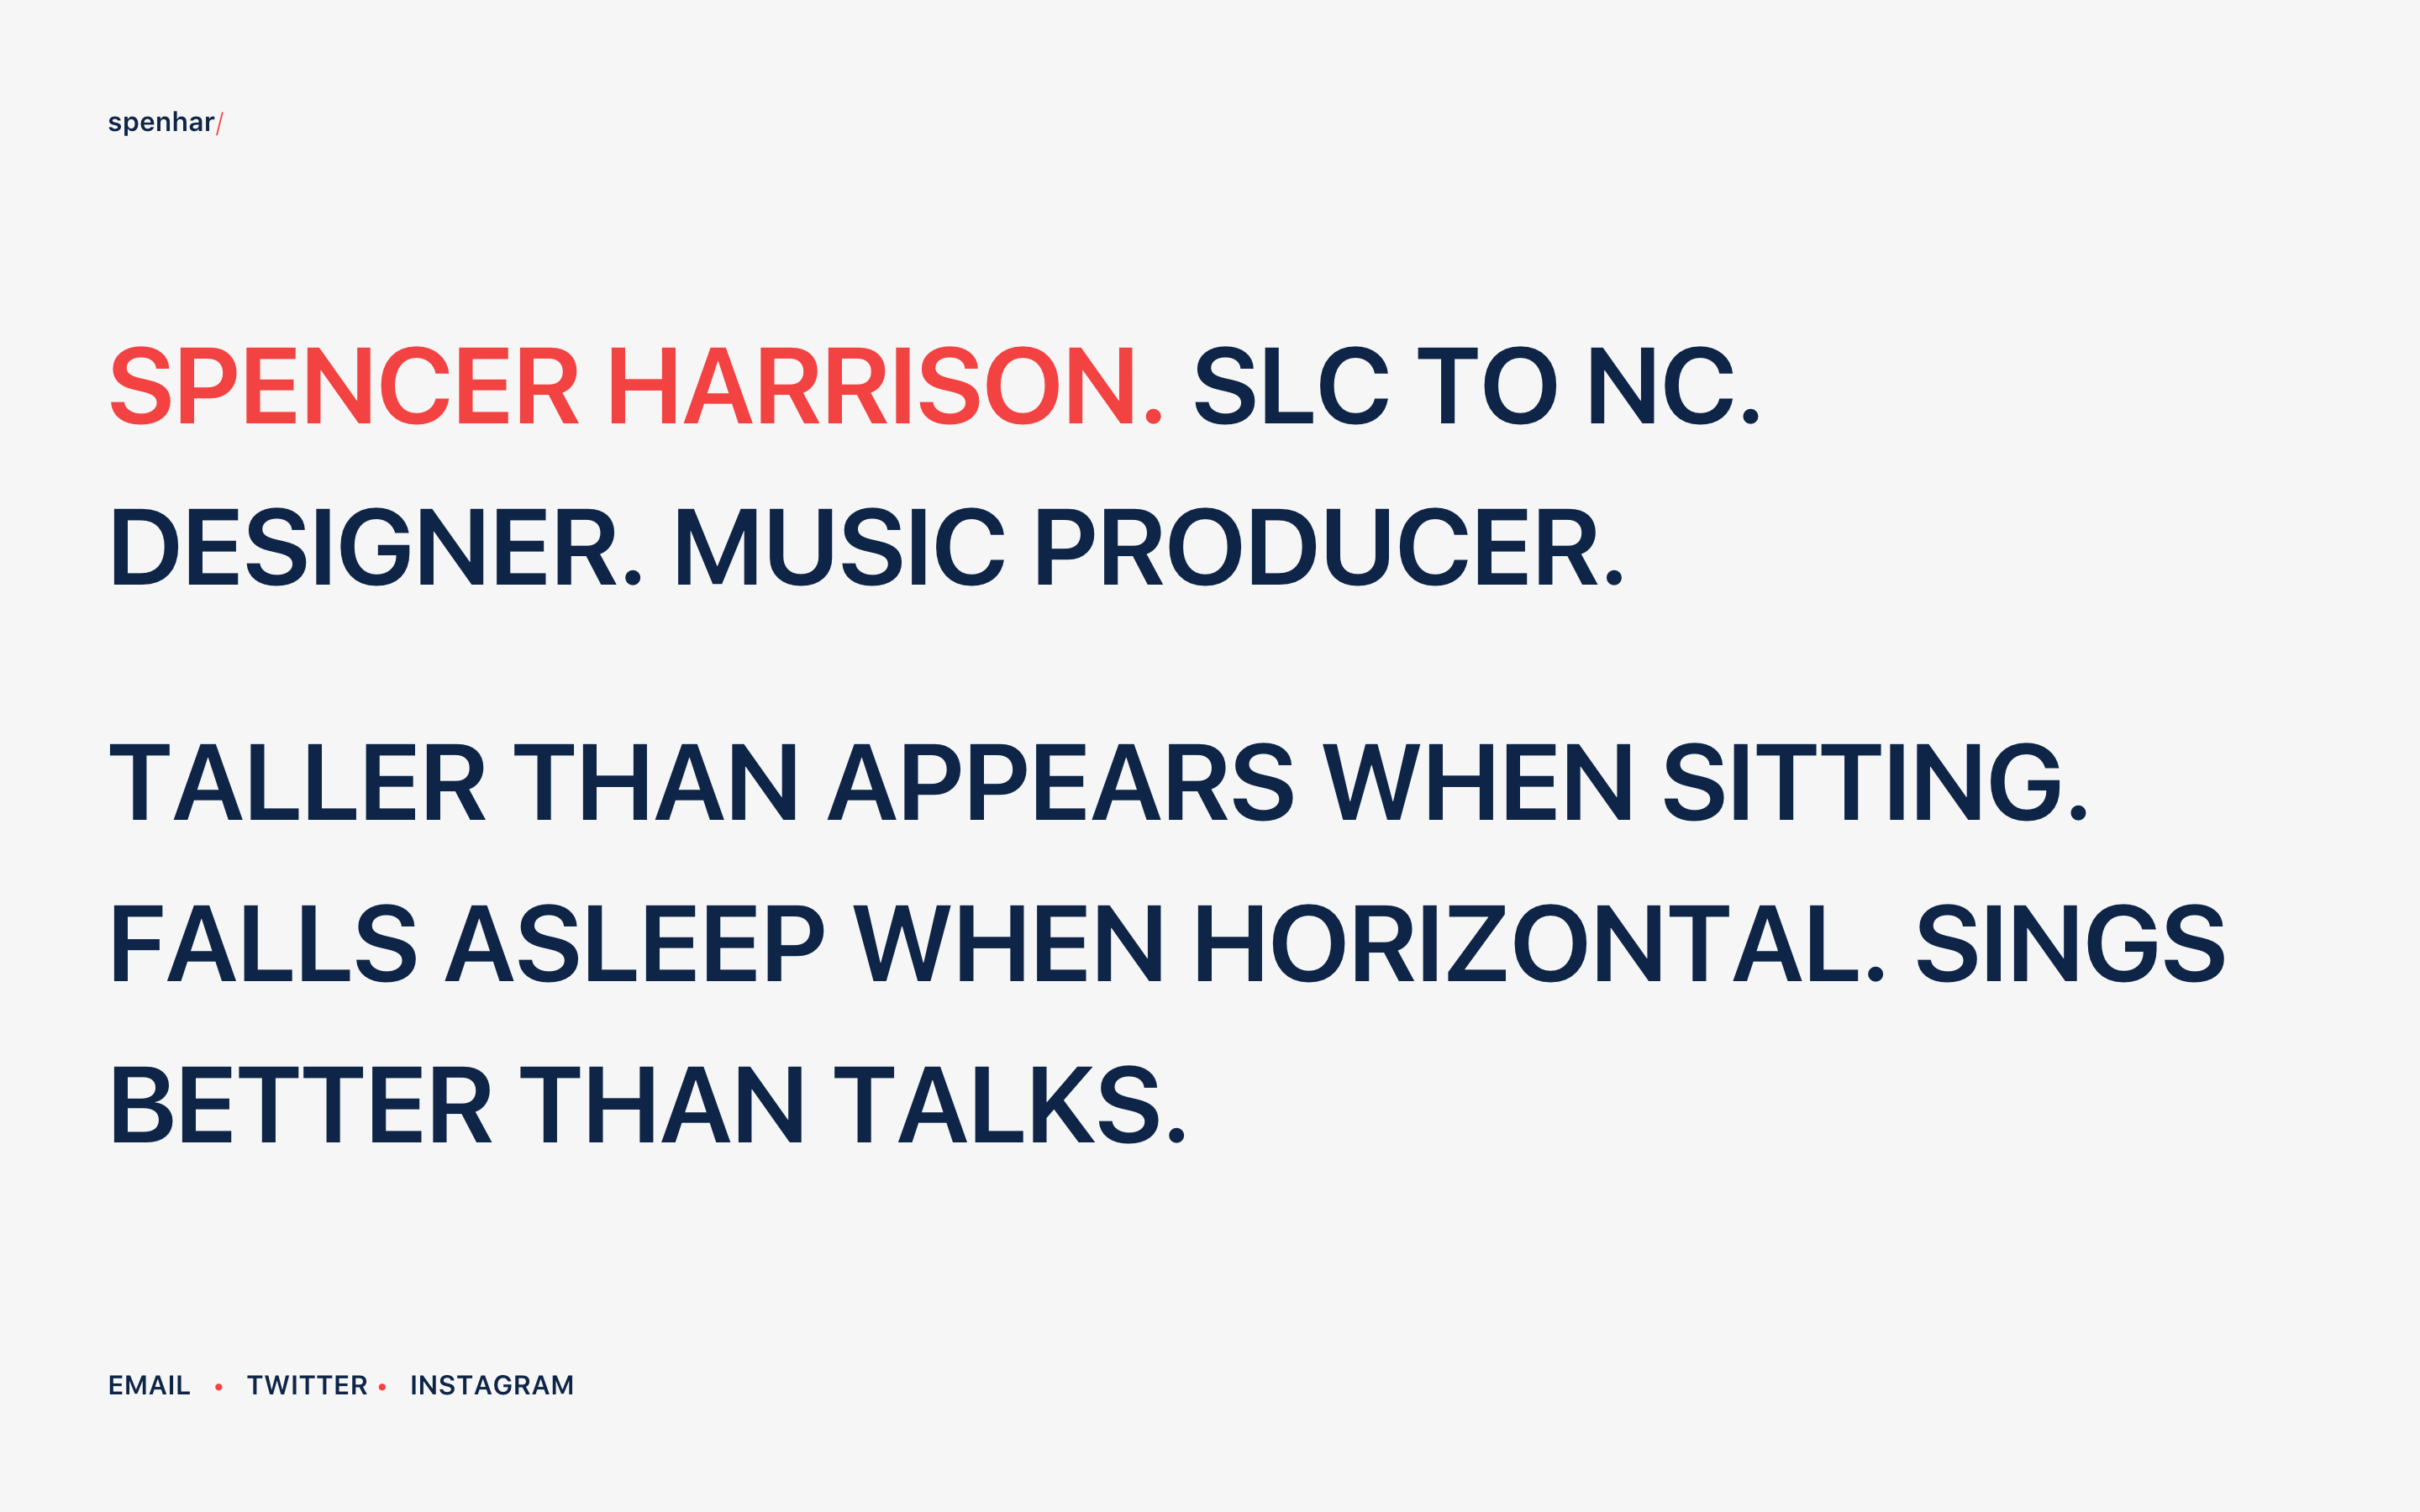 spenhar/
SPENCER HARRISON. SLC TO NC.
DESIGNER. MUSIC PRODUCER.
TALLER THAN APPEARS WHEN SITTING.
FALLS ASLEEP WHEN HORIZONTAL. SINGS
BETTER THAN TALKS.
EMAIL • TWITTER • INSTAGRAM